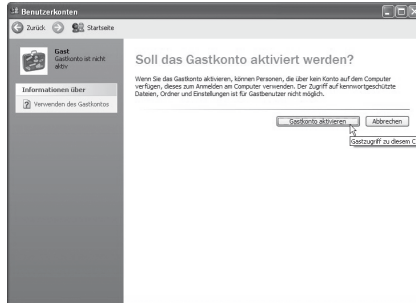 Benutzerkonten
Zurück Startseite
Gast
Gastkonto ist nicht
aktiv
Informationen über
Verwenden des Gastkontos
Soll das Gastkonto aktiviert werden?
Wenn Sie das Gastkonto aktivieren, können Personen, die über kein Konto auf dem Computer
verfügen, dieses zum Anmelden am Computer verwenden. Der Zugriff auf kennwortgeschützte
Dateien, Ordner und Einstellungen ist für Gastbenutzer nicht möglich.
Gastkonto aktivieren Abbrechen
Gastzugriff zu diesem C